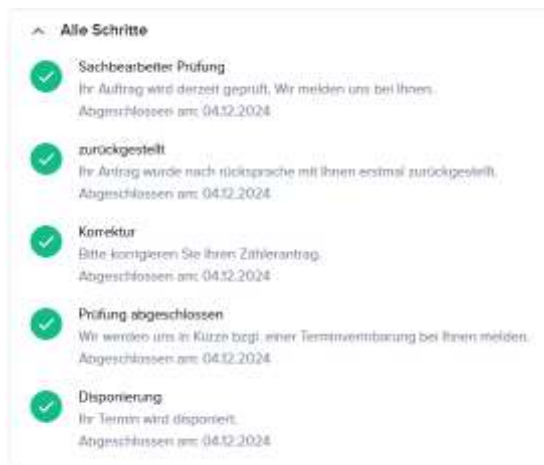 Alle Schritte
Sachbearbeiter Prüfung
Ihr Auftrag wird derzeit geprüft. Wir melden uns bei Ihnen.
Abgeschlossen am: 04.12.2024
zurückgestellt
Ihr Antrag wurde nach rücksprache mit Ihnen erstmal zurückgestellt.
Abgeschlossen am: 04.12.2024
Korrektur
Bitte korrigieren Sie Ihren Zählerantrag.
Abgeschlossen am: 04.12.2024
Prüfung abgeschlossen
Wir werden uns in Kürze bzgl. einer Terminvereinbarung bei Ihnen melden.
Abgeschlossen am: 04.12.2024
Disponierung
Ihr Termin wird disponiert.
Abgeschlossen am: 04.12.2024